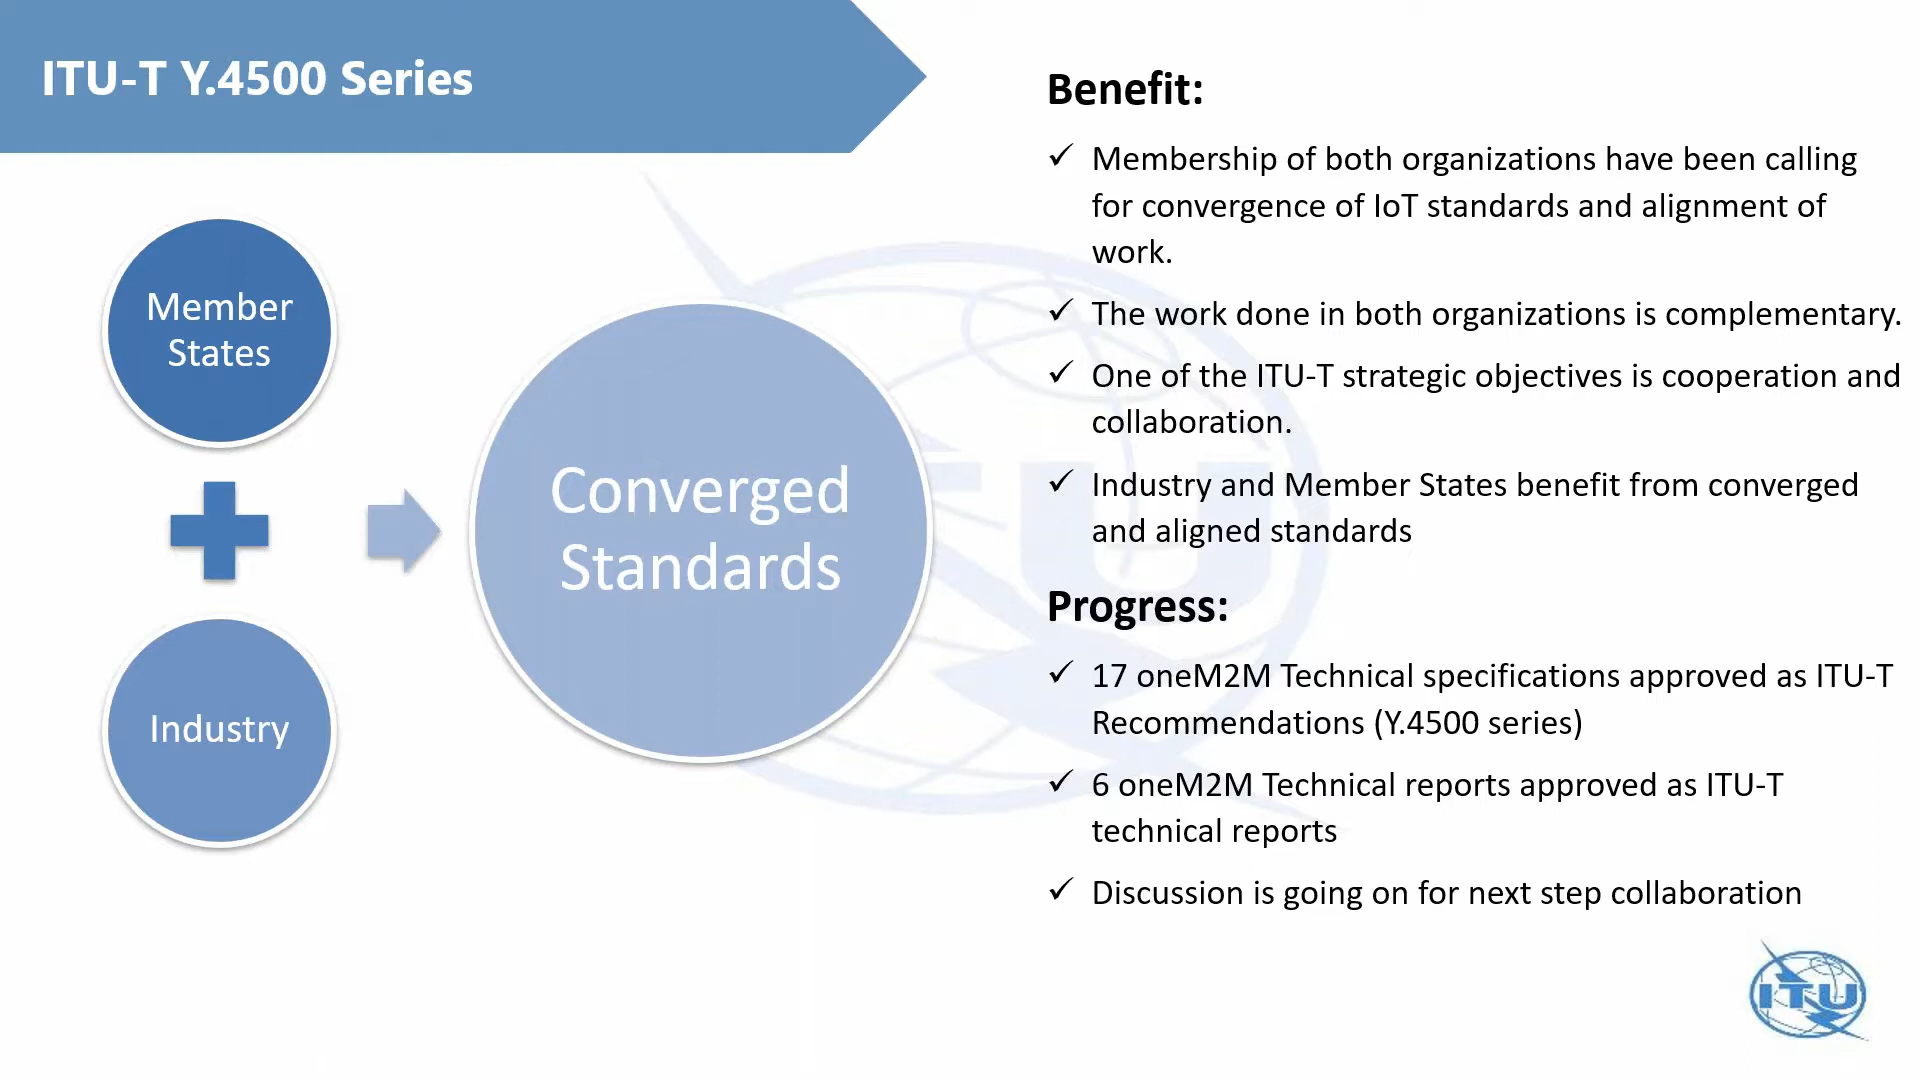 ITU-T Y.4500 Series
Member
States
Industry
Converged
Standards
Benefit:
✓ Membership of both organizations have been calling
for convergence of IoT standards and alignment of
work.
✓ The work done in both organizations is complementary.
✓ One of the ITU-T strategic objectives is cooperation and
collaboration.
✓ Industry and Member States benefit from converged
and aligned standards
Progress:
✓ 17 oneM2M Technical specifications approved as ITU-T
Recommendations (Y.4500 series)
✓ 6 oneM2M Technical reports approved as ITU-T
technical reports
✓ Discussion is going on for next step collaboration
ITU
ITU